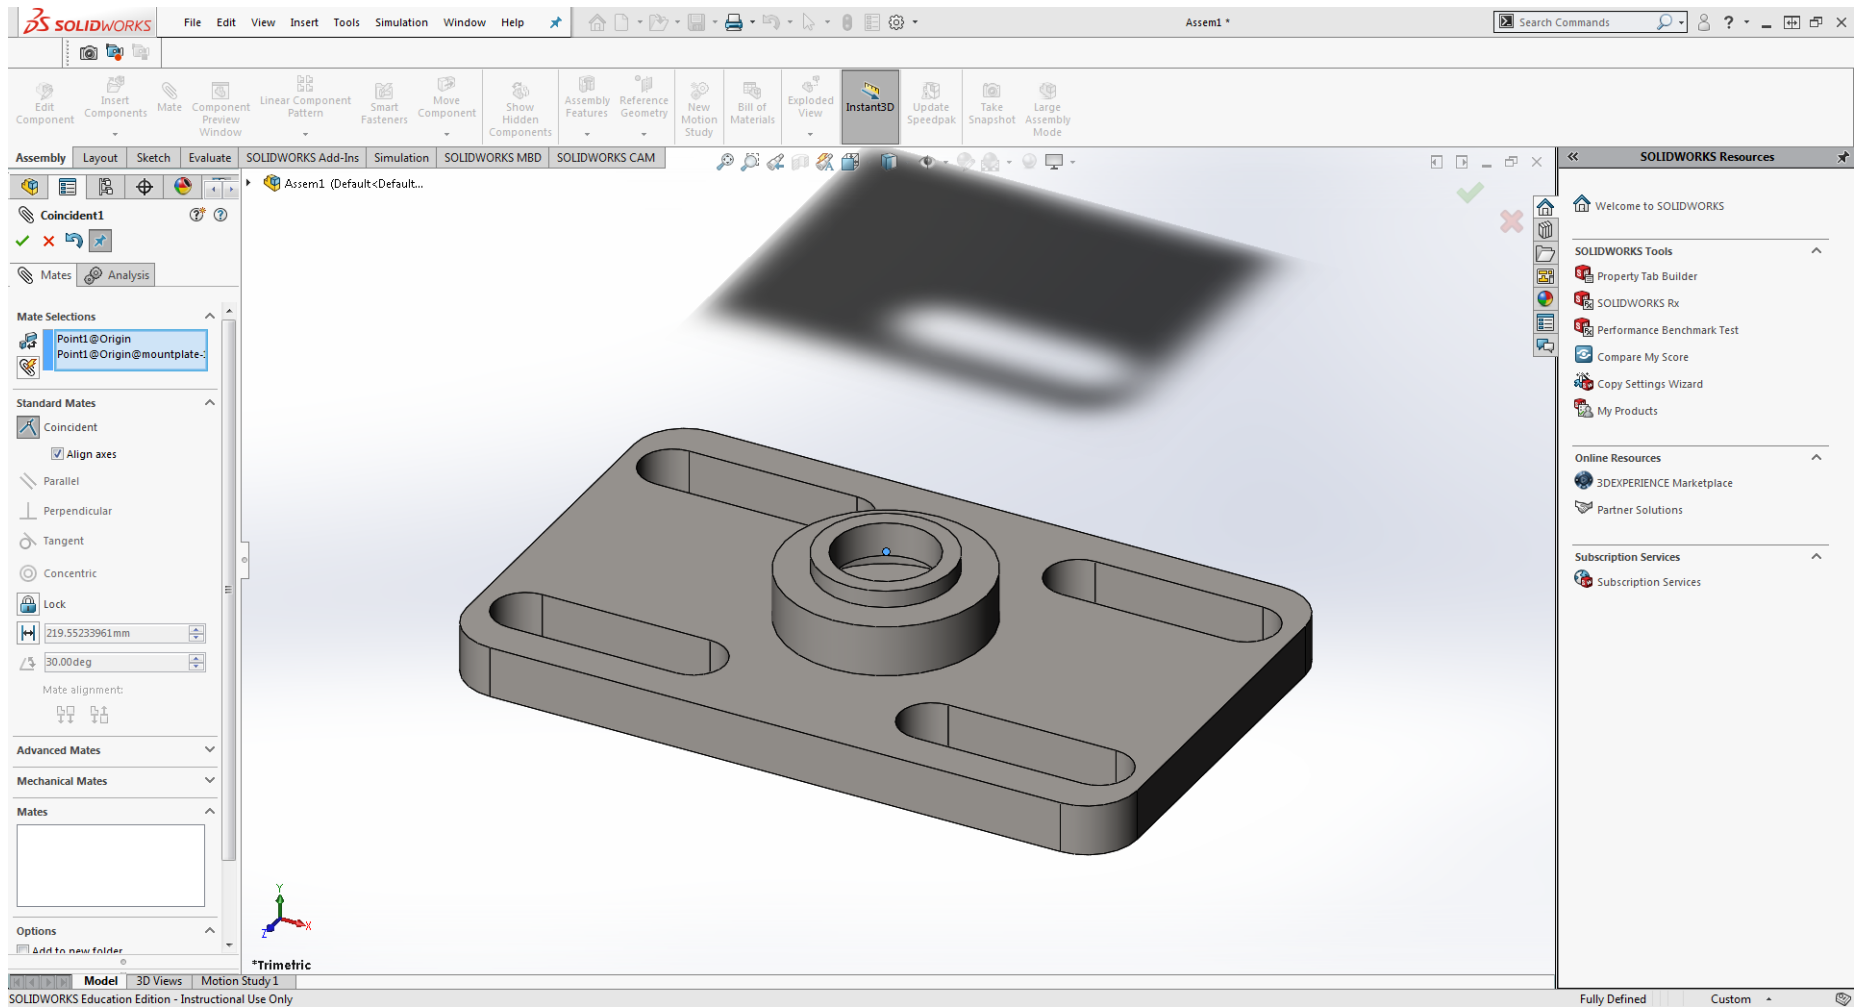 SOLIDWORKS File Edit View Insert Tools Simulation Window Help Assem1 * Search Commands ?
Edit Component
Insert Components
Mate
Component Preview Window
Linear Component Pattern
Smart Fasteners
Move Component
Show Hidden Components
Assembly Features
Reference Geometry
New Motion Study
Bill of Materials
Exploded View
Instant3D
Update Speedpak
Take Snapshot
Large Assembly Mode
Assembly Layout Sketch Evaluate SOLIDWORKS Add-Ins Simulation SOLIDWORKS MBD SOLIDWORKS CAM
Assem1 (Default<Default...
Coincident1
Mates Analysis
Mate Selections
Point1@Origin
Point1@Origin@mountplate-1
Standard Mates
Coincident
Align axes
Parallel
Perpendicular
Tangent
Concentric
Lock
219.55233961mm
30.00deg
Mate alignment:
Advanced Mates
Mechanical Mates
Mates
Options
Add to new folder
Y
X
Z
*Trimetric
Model 3D Views Motion Study 1
SOLIDWORKS Education Edition - Instructional Use Only
Fully Defined Custom
SOLIDWORKS Resources
Welcome to SOLIDWORKS
SOLIDWORKS Tools
Property Tab Builder
SOLIDWORKS Rx
Performance Benchmark Test
Compare My Score
Copy Settings Wizard
My Products
Online Resources
3DEXPERIENCE Marketplace
Partner Solutions
Subscription Services
Subscription Services